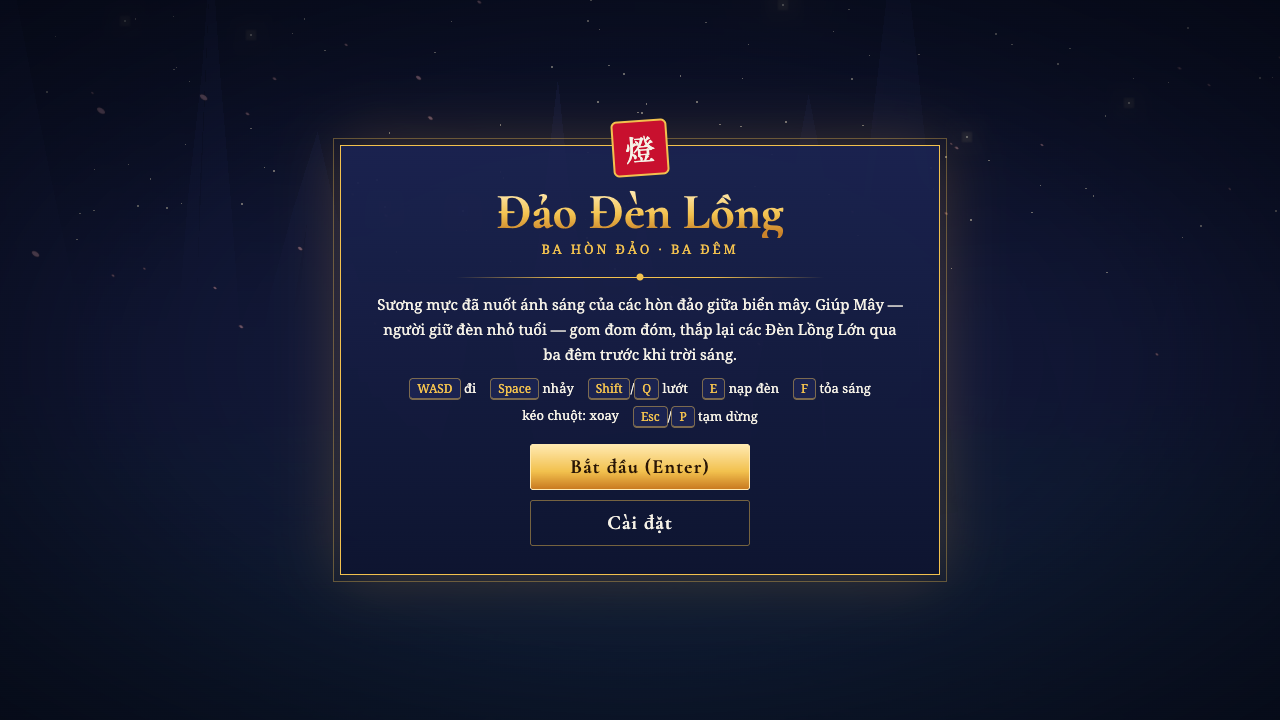 燈
Đảo Đèn Lồng
BA HÒN ĐẢO · BA ĐÊM
Sương mực đã nuốt ánh sáng của các hòn đảo giữa biển mây. Giúp Mây —
người giữ đèn nhỏ tuổi — gom đom đóm, thắp lại các Đèn Lồng Lớn qua
ba đêm trước khi trời sáng.
WASD đi Space nhảy Shift/Q lướt E nạp đèn F tỏa sáng
kéo chuột: xoay Esc/P tạm dừng
Bắt đầu (Enter)
Cài đặt